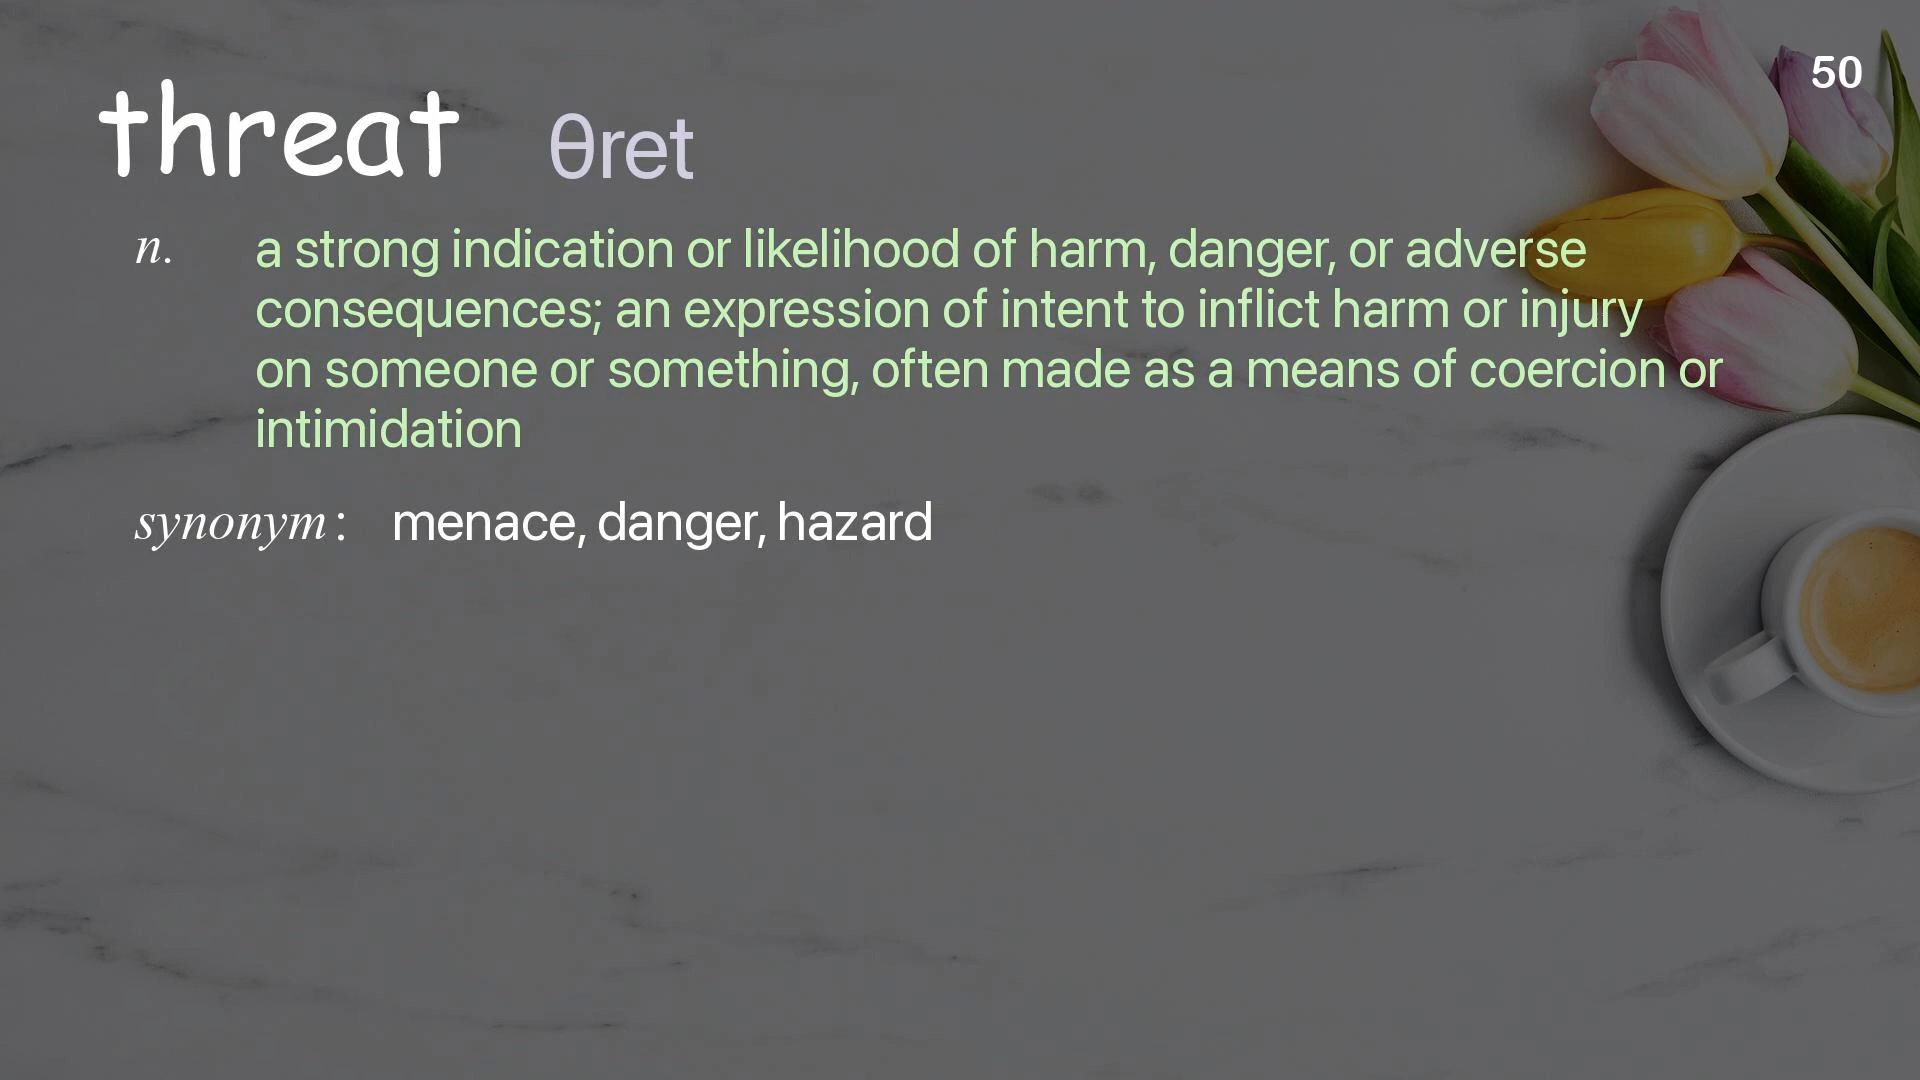 50
threat θret
n. a strong indication or likelihood of harm, danger, or adverse
consequences; an expression of intent to inflict harm or injury
on someone or something, often made as a means of coercion or
intimidation
synonym: menace, danger, hazard